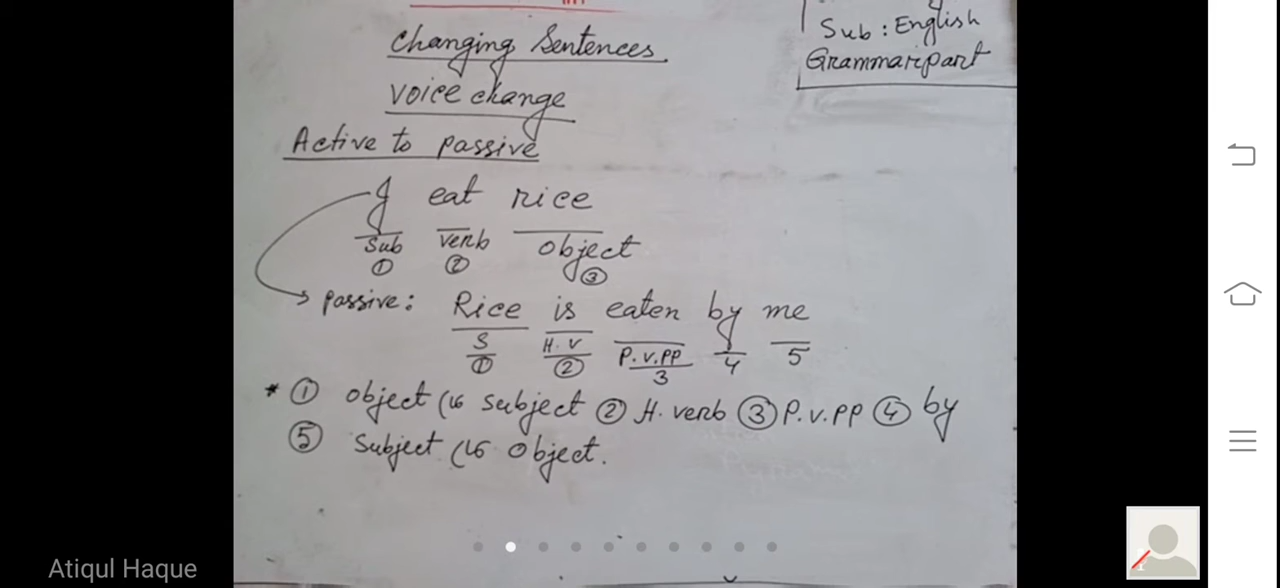 Sub : English
Grammar part
Changing Sentences.
Voice change
Active to passive
I eat rice
Sub verb object
① ② ③
passive: Rice is eaten by me
S H.V P.V.PP
① ② 3 4 5
* ① object কে subject ② H. verb ③ P.V.PP ④ by
⑤ Subject কে Object.
Atiqul Haque